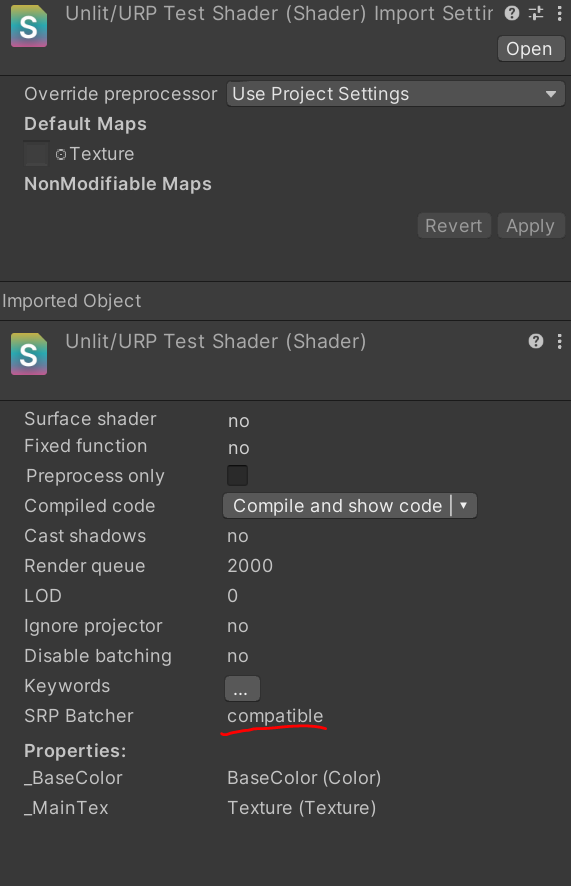 S Unlit/URP Test Shader (Shader) Import Settir
Open
Override preprocessor Use Project Settings
Default Maps
Texture
NonModifiable Maps
Revert Apply
Imported Object
S Unlit/URP Test Shader (Shader)
Surface shader no
Fixed function no
Preprocess only
Compiled code Compile and show code
Cast shadows no
Render queue 2000
LOD 0
Ignore projector no
Disable batching no
Keywords ...
SRP Batcher compatible
Properties:
_BaseColor BaseColor (Color)
_MainTex Texture (Texture)